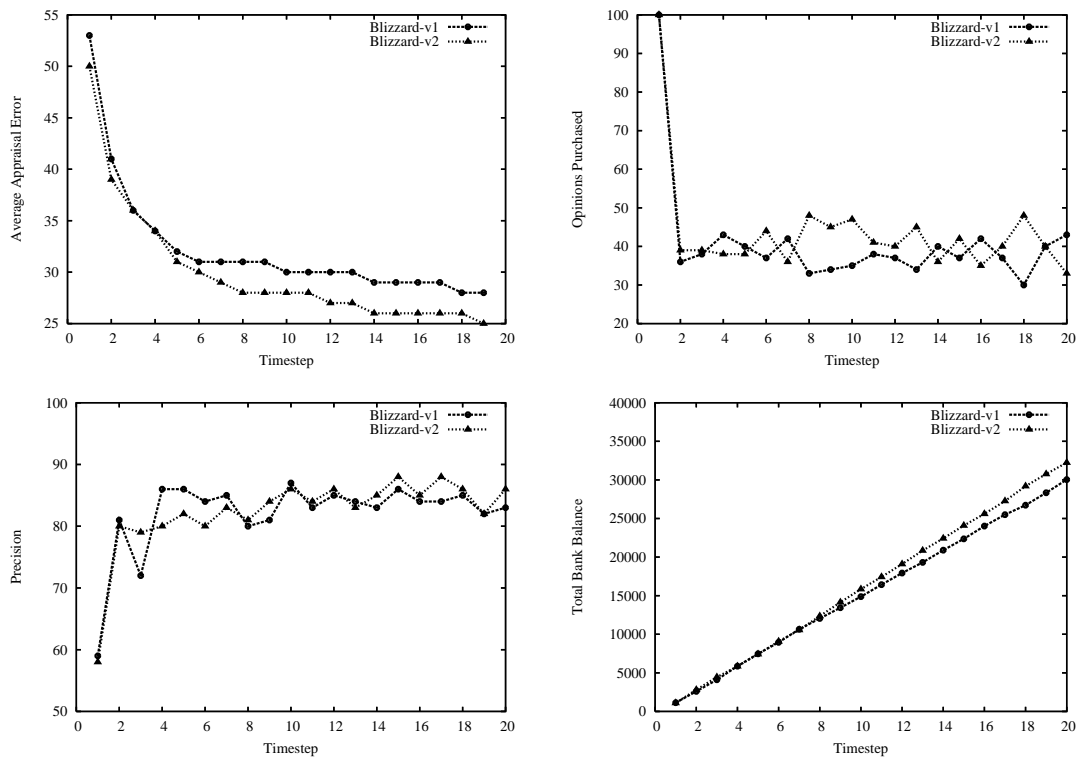 55
50
45
40
35
30
25
0 2 4 6 8 10 12 14 16 18 20
Average Appraisal Error
Timestep
Blizzard-v1
Blizzard-v2
100
90
80
70
60
50
40
30
20
0 2 4 6 8 10 12 14 16 18 20
Opinions Purchased
Timestep
Blizzard-v1
Blizzard-v2
100
90
80
70
60
50
0 2 4 6 8 10 12 14 16 18 20
Precision
Timestep
Blizzard-v1
Blizzard-v2
40000
35000
30000
25000
20000
15000
10000
5000
0
0 2 4 6 8 10 12 14 16 18 20
Total Bank Balance
Timestep
Blizzard-v1
Blizzard-v2